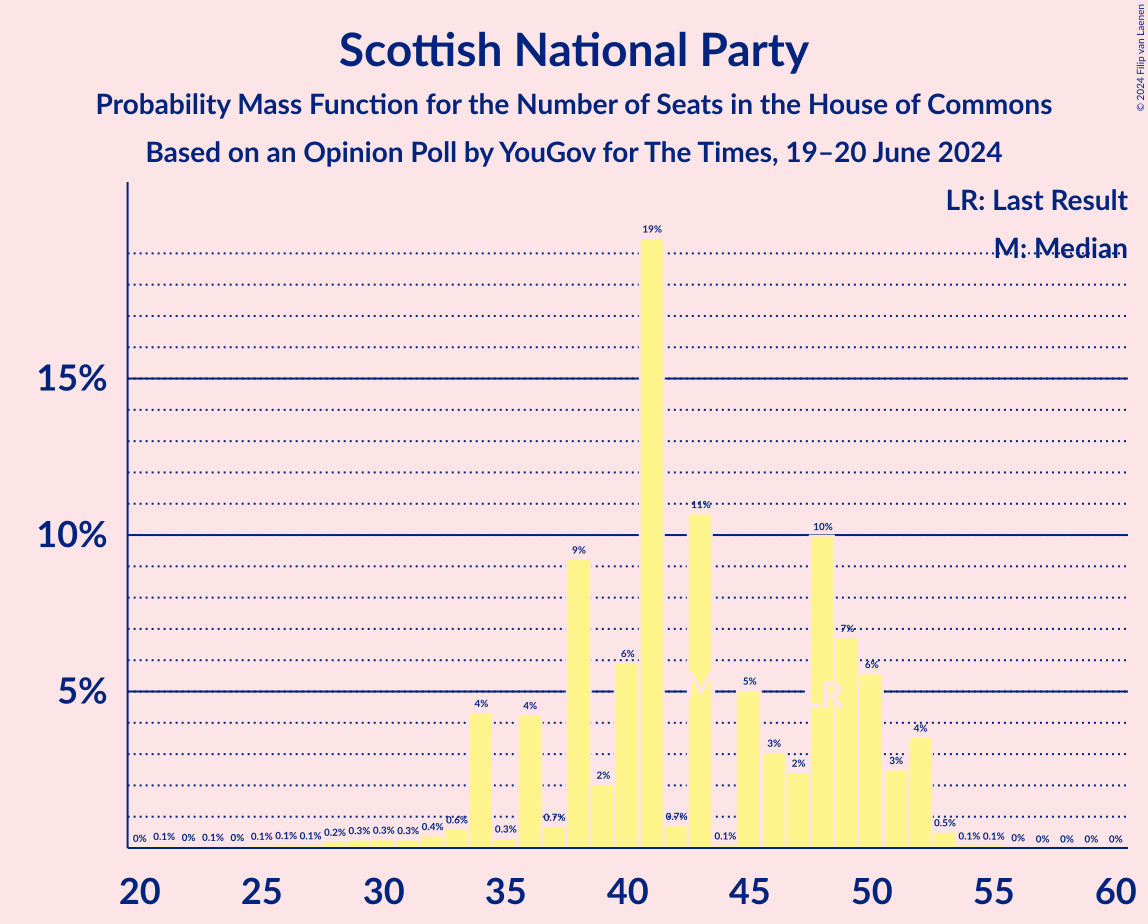 Scottish National Party
Probability Mass Function for the Number of Seats in the House of Commons
Based on an Opinion Poll by YouGov for The Times, 19–20 June 2024
© 2024 Filip van Laenen
LR: Last Result
M: Median
15%
10%
5%
0% 0.1% 0% 0.1% 0% 0.1% 0.1% 0.1% 0.2% 0.3% 0.3% 0.3% 0.4% 0.6% 4% 0.3% 4% 0.7% 9% 2% 6% 19% 0.7% 11% 0.1% 5% 3% 2% 10% 7% 6% 3% 4% 0.5% 0.1% 0.1% 0% 0% 0% 0% 0%
M
LR
20 25 30 35 40 45 50 55 60